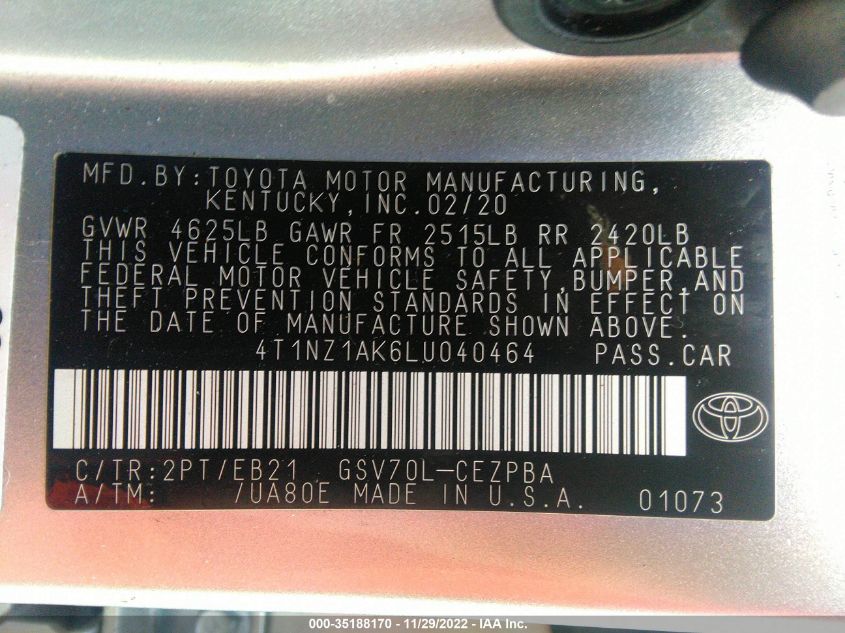 MFD.BY:TOYOTA MOTOR MANUFACTURING,
KENTUCKY,INC.02/20
GVWR 4625LB GAWR FR 2515LB RR 2420LB
THIS VEHICLE CONFORMS TO ALL APPLICABLE
FEDERAL MOTOR VEHICLE SAFETY,BUMPER,AND
THEFT PREVENTION STANDARDS IN EFFECT ON
THE DATE OF MANUFACTURE SHOWN ABOVE.
4T1NZ1AK6LU040464 PASS.CAR
C/TR:2PT/EB21 GSV70L-CEZPBA
A/TM: /UA80E MADE IN U.S.A. 01073
000-35188170 - 11/29/2022 - IAA Inc.